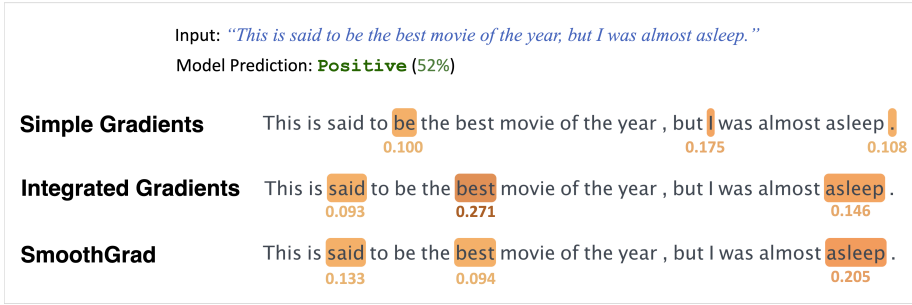 Input: “This is said to be the best movie of the year, but I was almost asleep.”
Model Prediction: Positive (52%)
Simple Gradients This is said to be the best movie of the year , but I was almost asleep .
0.100 0.175 0.108
Integrated Gradients This is said to be the best movie of the year , but I was almost asleep .
0.093 0.271 0.146
SmoothGrad This is said to be the best movie of the year , but I was almost asleep .
0.133 0.094 0.205